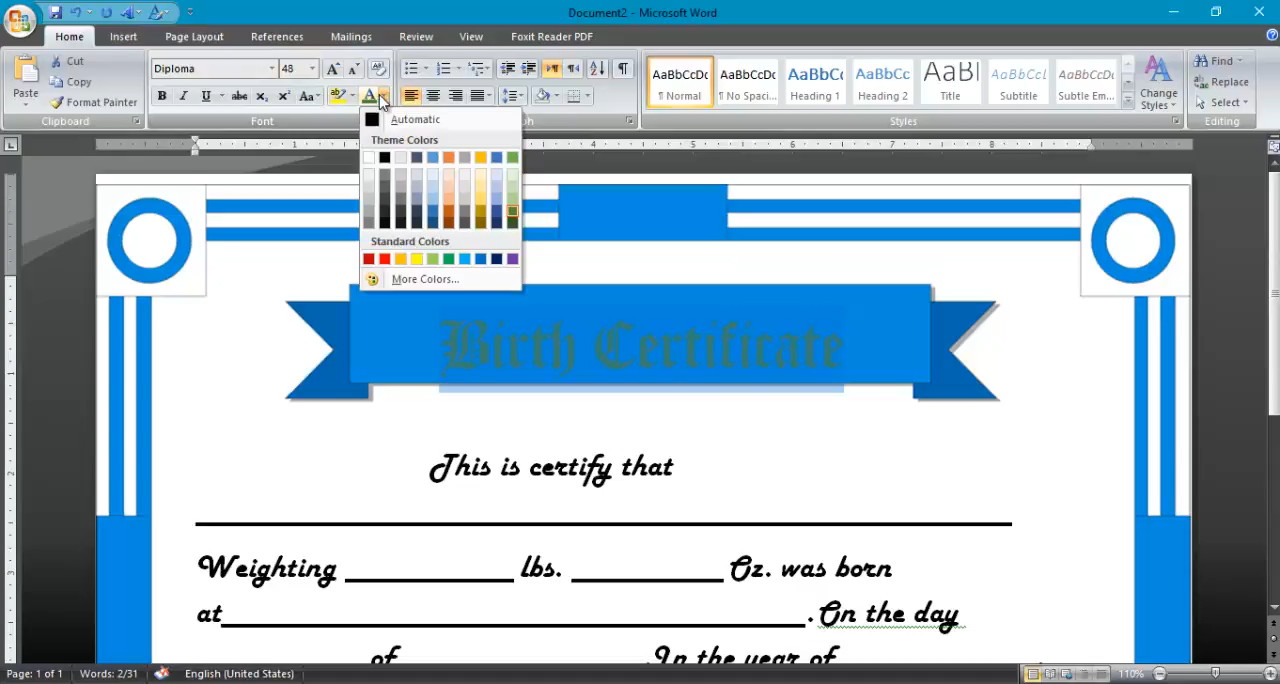 Document2 - Microsoft Word
Home Insert Page Layout References Mailings Review View Foxit Reader PDF
Paste
Cut
Copy
Format Painter
Clipboard
Diploma 48
Font
AaBbCcDc AaBbCcDc AaBbCc AaBbCc AaBl AaBbCcL AaBbCcDc
¶ Normal ¶ No Spaci... Heading 1 Heading 2 Title Subtitle Subtle Em...
Change Styles
Styles
Find
Replace
Select
Editing
Automatic
Theme Colors
Standard Colors
More Colors...
Birth Certificate
This is certify that
Weighting ____________ lbs. ___________ Oz. was born
at__________________________________________. On the day
of .In the year of
Page: 1 of 1 Words: 2/31 English (United States) 110%